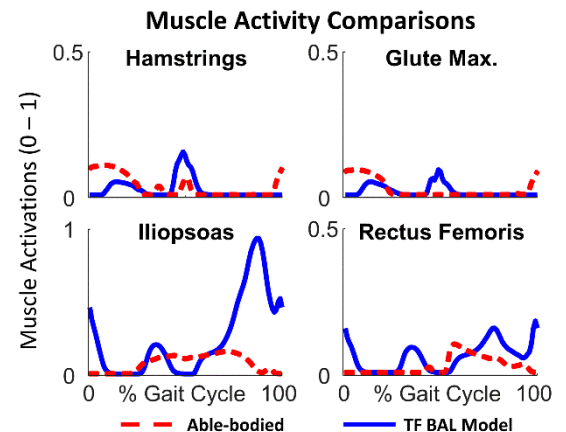 Muscle Activity Comparisons
0.5 Hamstrings
0.5 Glute Max.
Muscle Activations (0 – 1)
0
0
1 Iliopsoas
0.5 Rectus Femoris
0
0
0 % Gait Cycle 100
0 % Gait Cycle 100
Able-bodied
TF BAL Model